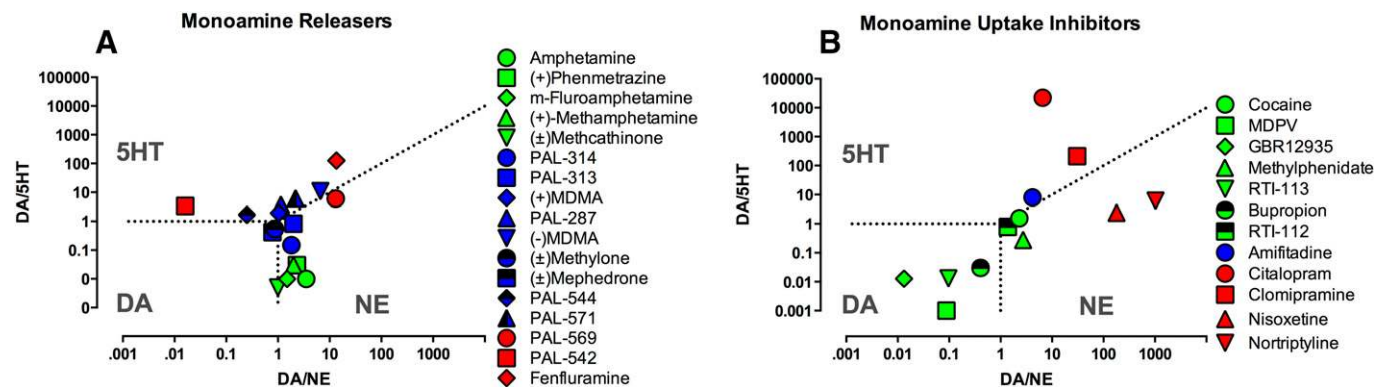 Monoamine Releasers
A
100000
10000
1000
100
10
1
0.1
0
0
DA/5HT
5HT
DA
NE
.001
0.1
1
10
1000
DA/NE
Amphetamine
(+)Phenmetrazine
m-Fluroamphetamine
(+)-Methamphetamine
(±)Methcathinone
PAL-314
PAL-313
(+)MDMA
PAL-287
(-)MDMA
(±)Methylone
(±)Mephedrone
PAL-544
PAL-571
PAL-569
PAL-542
Fenfluramine
Monoamine Uptake Inhibitors
B
100000
10000
1000
100
10
1
0.1
0.01
0.001
DA/5HT
5HT
DA
NE
.001
0.01
0.1
1
10
100
1000
DA/NE
Cocaine
MDPV
GBR12935
Methylphenidate
RTI-113
Bupropion
RTI-112
Amifitadine
Citalopram
Clomipramine
Nisoxetine
Nortriptyline